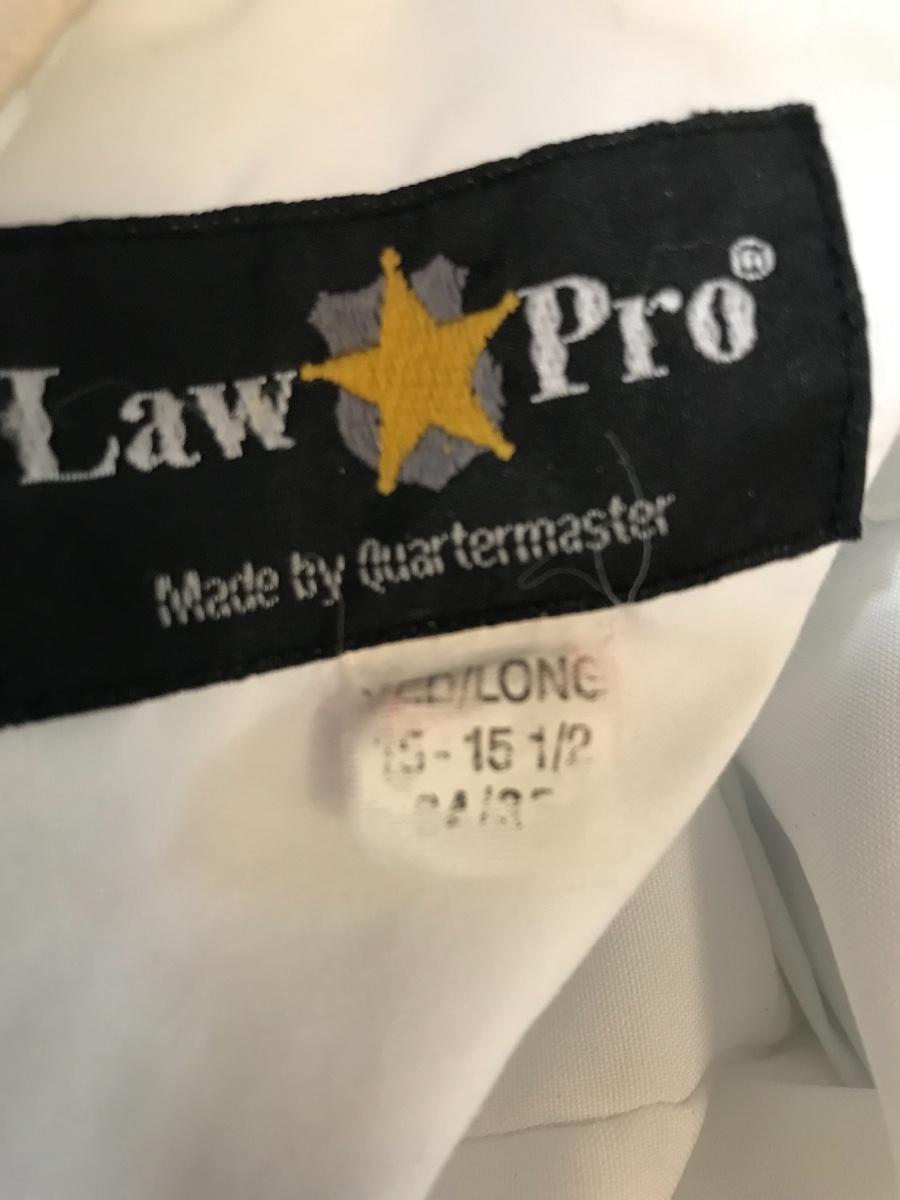 Law Pro®
Made by Quartermaster
MED/LONG
15 - 15 1/2